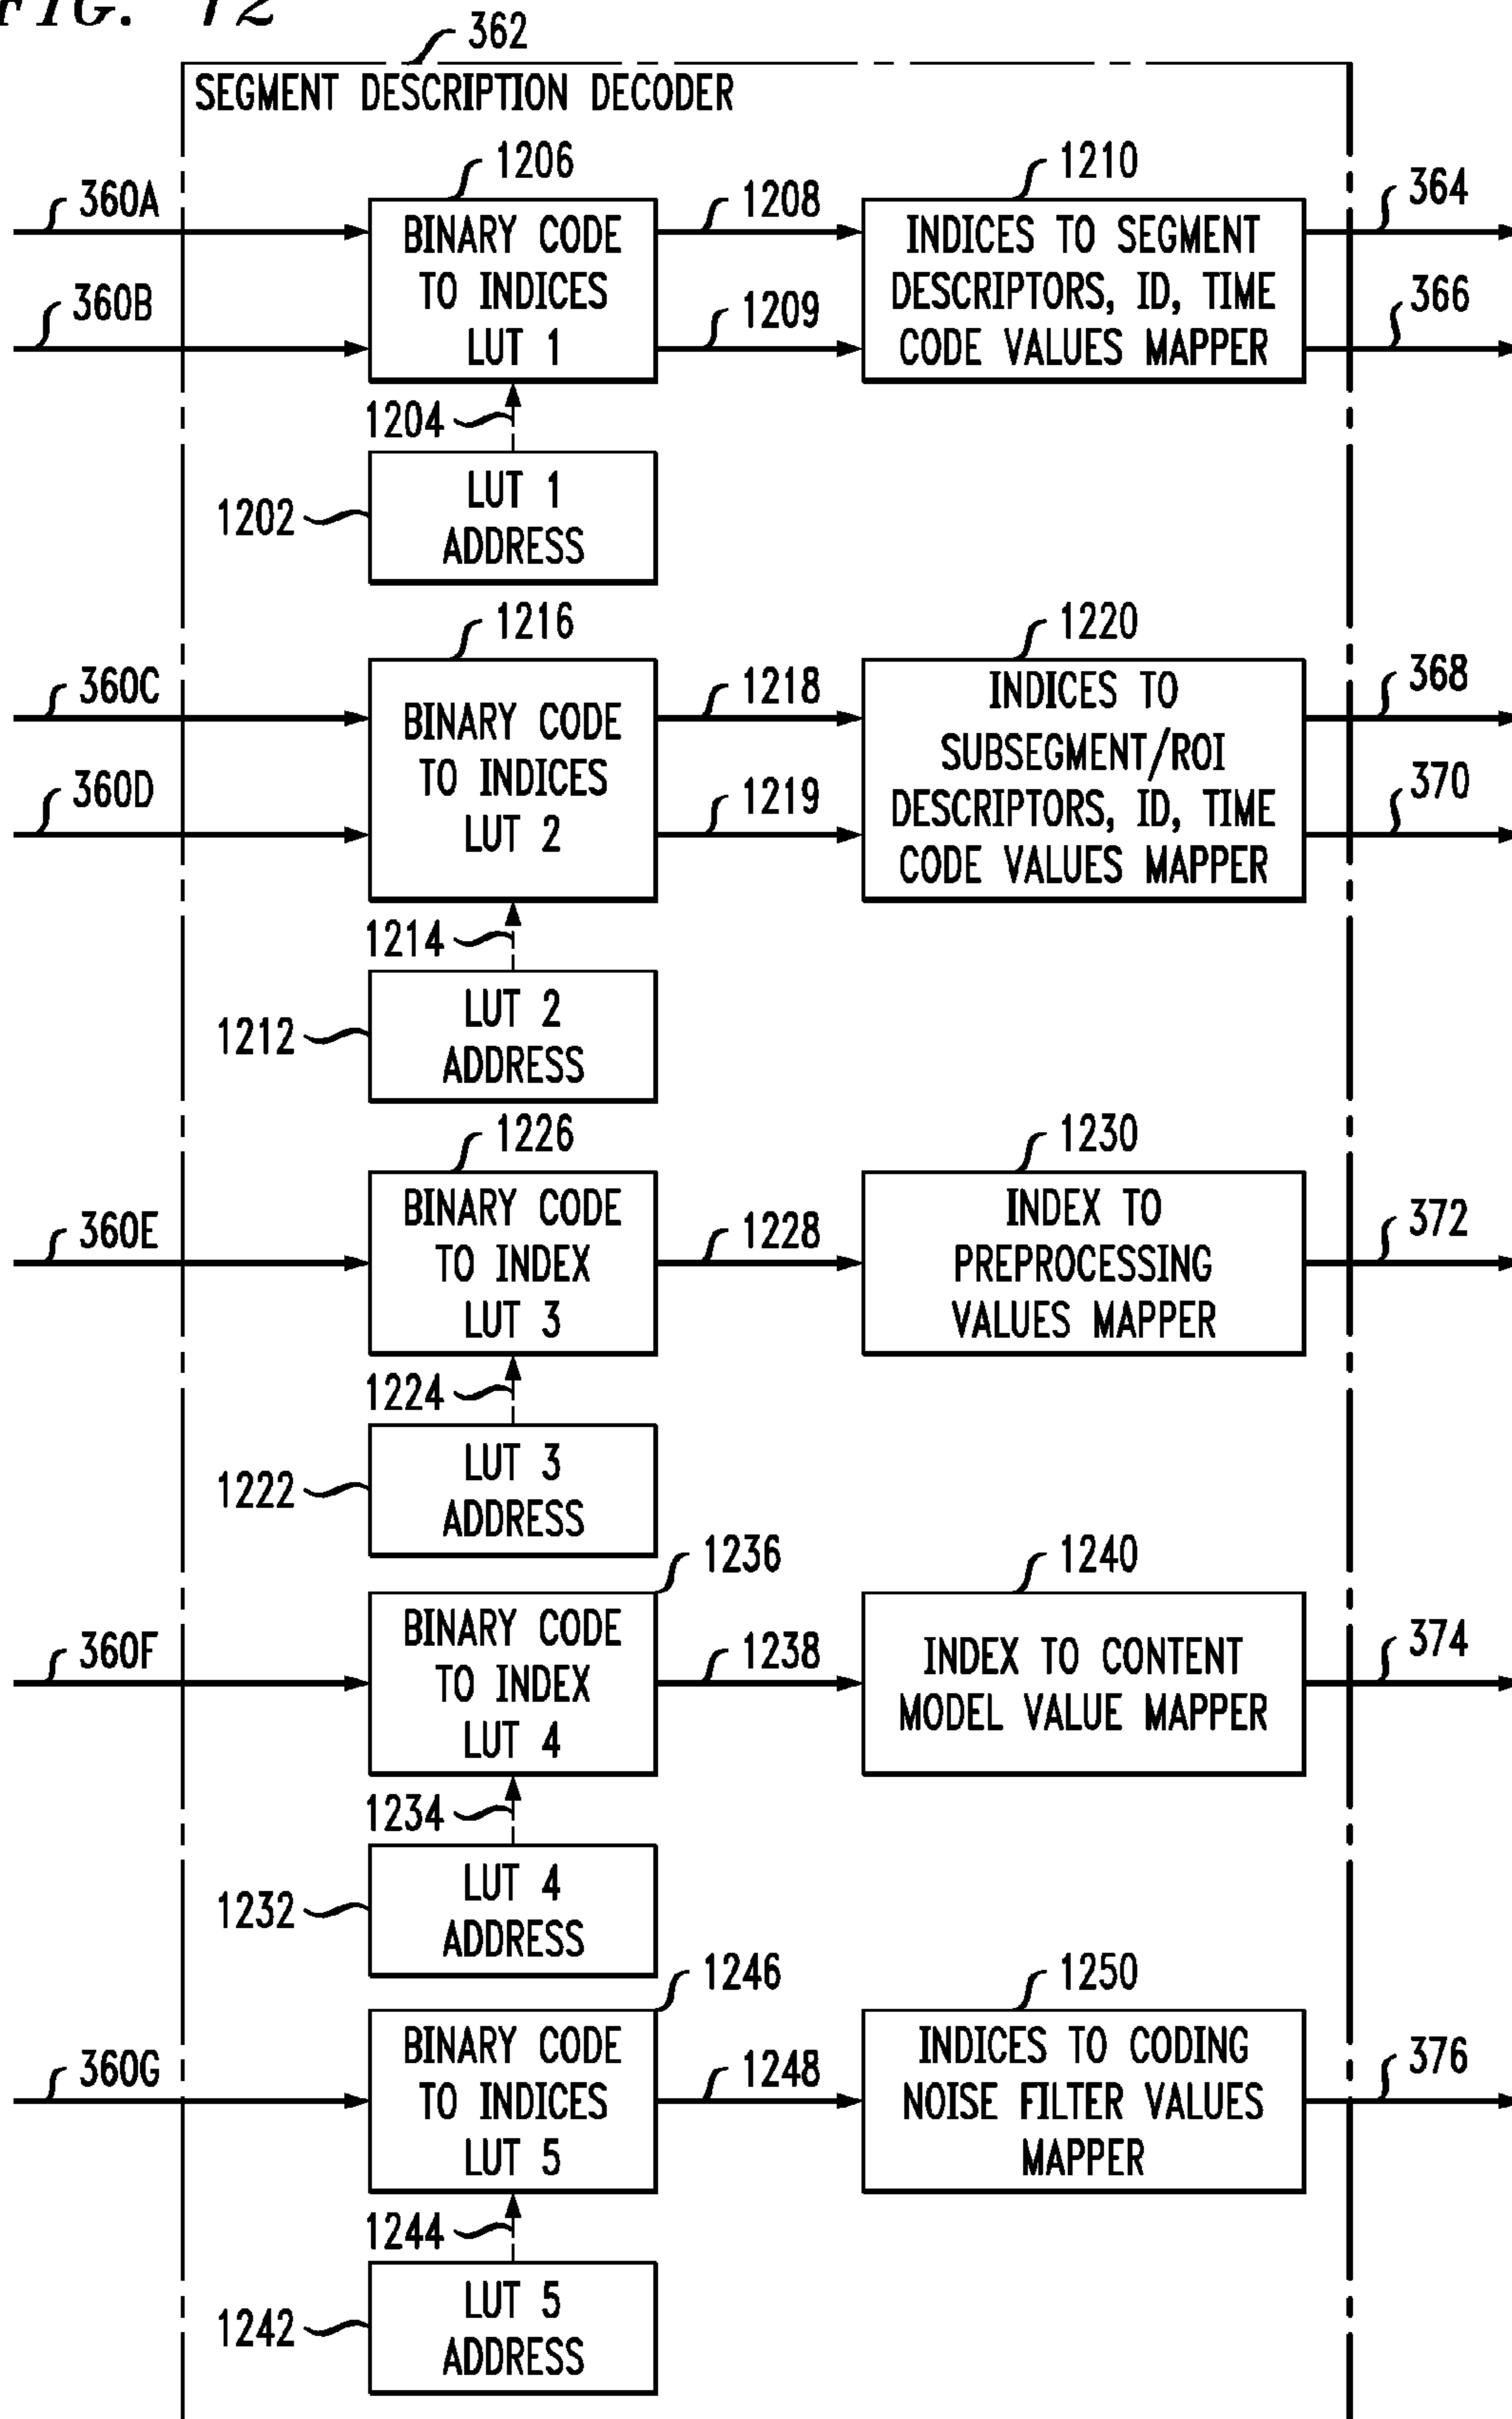 FIG. 12
362
SEGMENT DESCRIPTION DECODER
1206
1210
360A
1208
364
BINARY CODE
TO INDICES
LUT 1
INDICES TO SEGMENT
DESCRIPTORS, ID, TIME
CODE VALUES MAPPER
360B
1209
366
1204
LUT 1
ADDRESS
1202
1216
1220
360C
1218
368
BINARY CODE
TO INDICES
LUT 2
INDICES TO
SUBSEGMENT/ROI
DESCRIPTORS, ID, TIME
CODE VALUES MAPPER
360D
1219
370
1214
LUT 2
ADDRESS
1212
1226
1230
360E
1228
372
BINARY CODE
TO INDEX
LUT 3
INDEX TO
PREPROCESSING
VALUES MAPPER
1224
LUT 3
ADDRESS
1222
1236
1240
360F
1238
374
BINARY CODE
TO INDEX
LUT 4
INDEX TO CONTENT
MODEL VALUE MAPPER
1234
LUT 4
ADDRESS
1232
1246
1250
360G
1248
376
BINARY CODE
TO INDICES
LUT 5
INDICES TO CODING
NOISE FILTER VALUES
MAPPER
1244
LUT 5
ADDRESS
1242